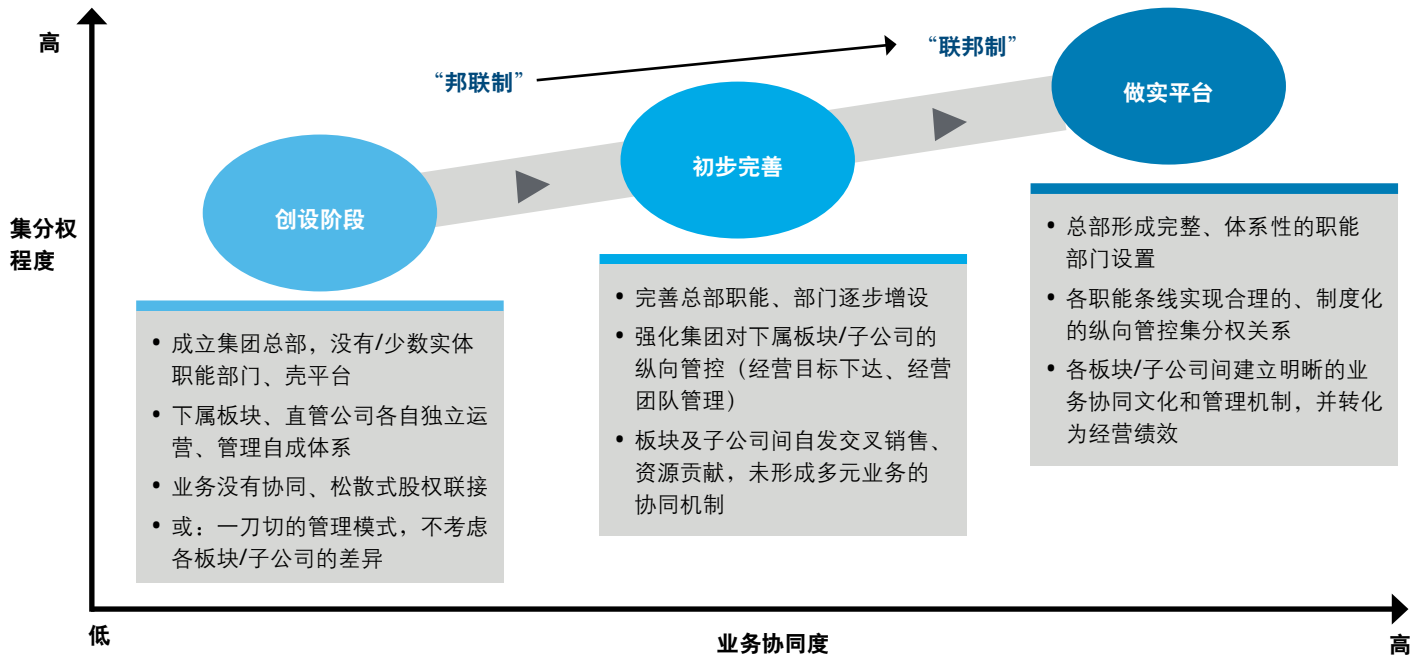 高
集分权
程度
低
业务协同度
高
“邦联制”
“联邦制”
创设阶段
• 成立集团总部，没有/少数实体
职能部门、壳平台
• 下属板块、直管公司各自独立运
营、管理自成体系
• 业务没有协同、松散式股权联接
• 或：一刀切的管理模式，不考虑
各板块/子公司的差异
初步完善
• 完善总部职能、部门逐步增设
• 强化集团对下属板块/子公司的
纵向管控（经营目标下达、经营
团队管理）
• 板块及子公司间自发交叉销售、
资源贡献，未形成多元业务的
协同机制
做实平台
• 总部形成完整、体系性的职能
部门设置
• 各职能条线实现合理的、制度化
的纵向管控集分权关系
• 各板块/子公司间建立明晰的业
务协同文化和管理机制，并转化
为经营绩效